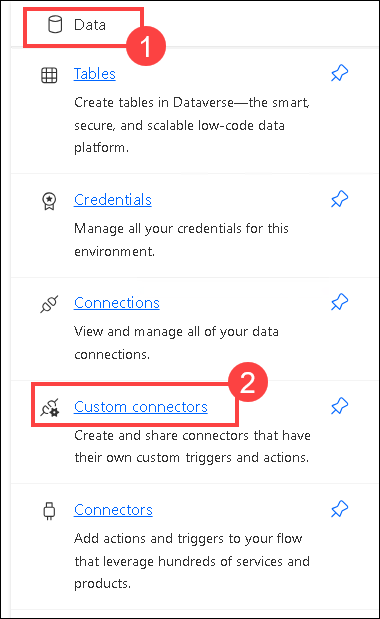 Data
1
Tables
Create tables in Dataverse—the smart,
secure, and scalable low-code data
platform.
Credentials
Manage all your credentials for this
environment.
Connections
View and manage all of your data
connections.
2
Custom connectors
Create and share connectors that have
their own custom triggers and actions.
Connectors
Add actions and triggers to your flow
that leverage hundreds of services and
products.